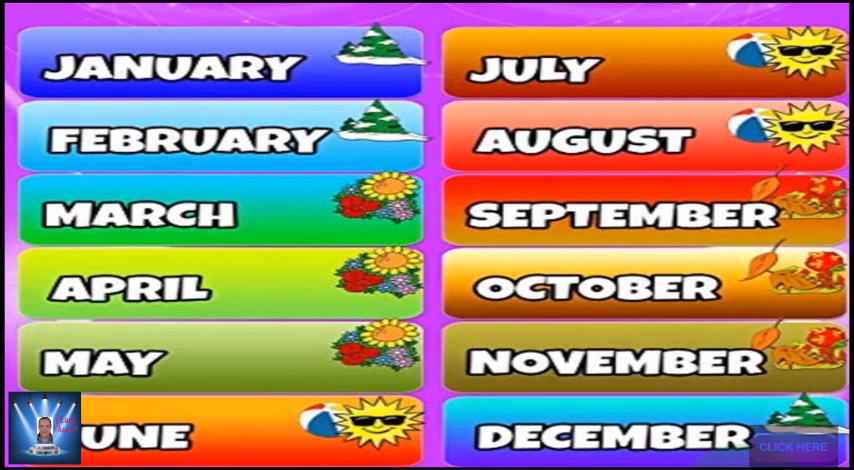 JANUARY
FEBRUARY
MARCH
APRIL
MAY
UNE
JULY
AUGUST
SEPTEMBER
OCTOBER
NOVEMBER
DECEMBER
CLICK HERE